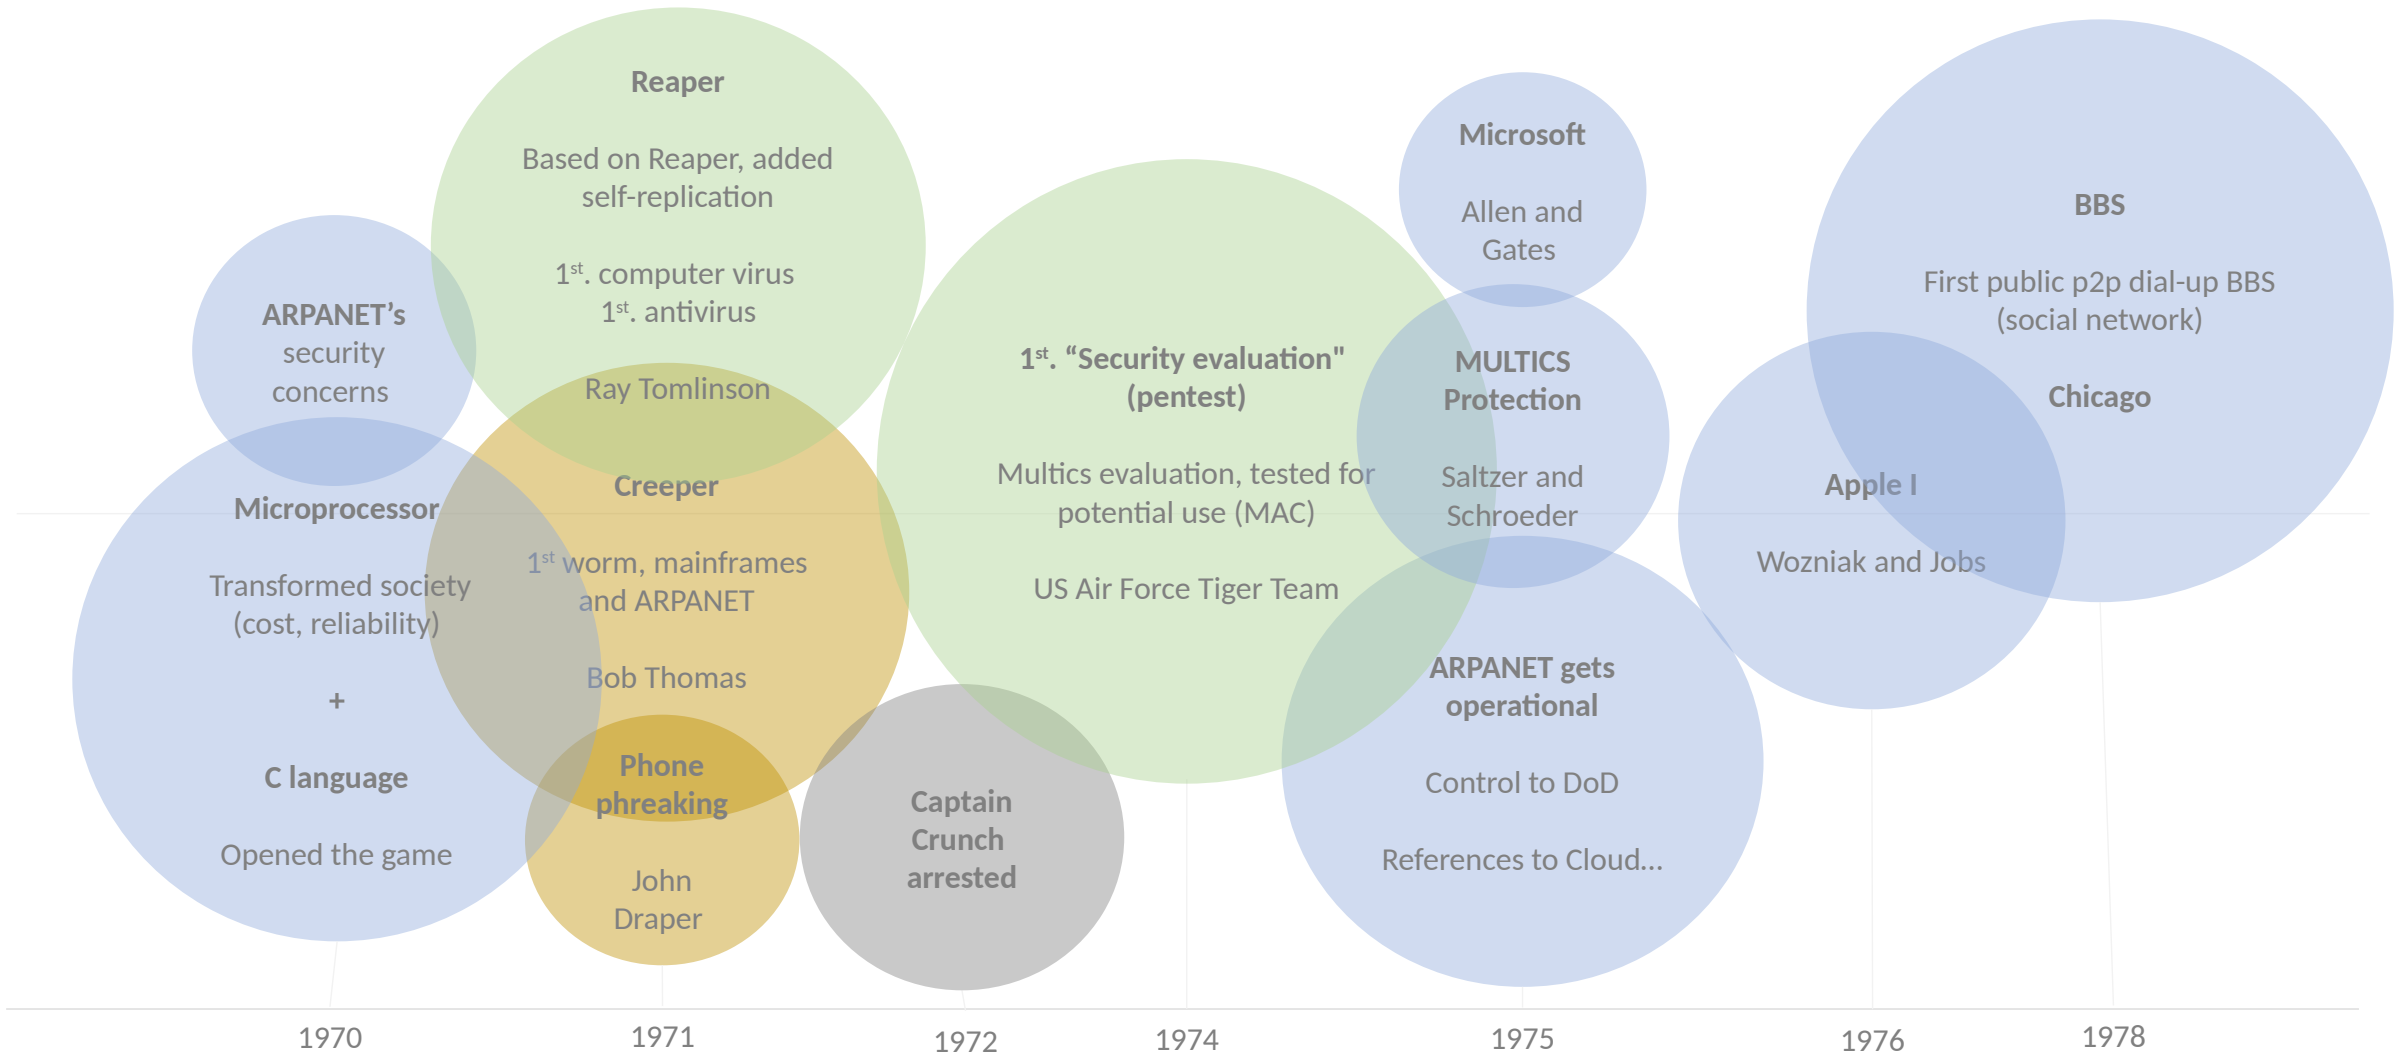 Reaper
Based on Reaper, added
self-replication
1st. computer virus
1st. antivirus
Ray Tomlinson
ARPANET’s
security
concerns
Microprocessor
Transformed society
(cost, reliability)
+
C language
Opened the game
Creeper
1st worm, mainframes
and ARPANET
Bob Thomas
Phone
phreaking
John
Draper
Captain
Crunch
arrested
1st. “Security evaluation"
(pentest)
Multics evaluation, tested for
potential use (MAC)
US Air Force Tiger Team
Microsoft
Allen and
Gates
MULTICS
Protection
Saltzer and
Schroeder
ARPANET gets
operational
Control to DoD
References to Cloud…
Apple I
Wozniak and Jobs
BBS
First public p2p dial-up BBS
(social network)
Chicago
1970
1971
1972
1974
1975
1976
1978